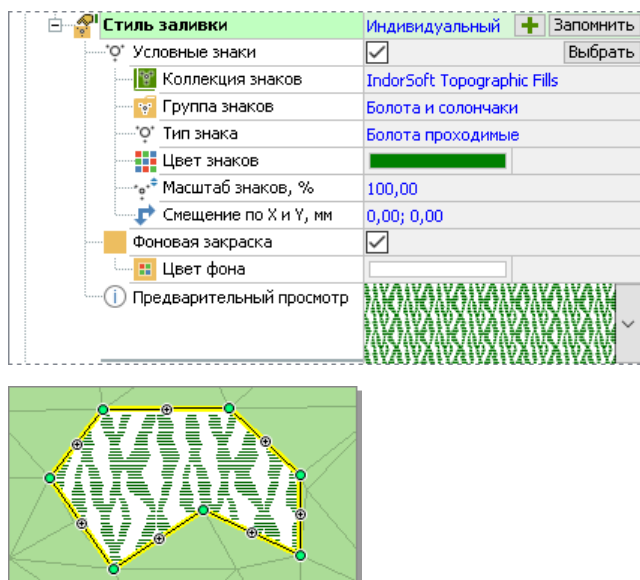 Стиль заливки Индивидуальный Запомнить
Условные знаки Выбрать
Коллекция знаков IndorSoft Topographic Fills
Группа знаков Болота и солончаки
Тип знака Болота проходимые
Цвет знаков
Масштаб знаков, % 100,00
Смещение по X и Y, мм 0,00; 0,00
Фоновая закраска
Цвет фона
Предварительный просмотр